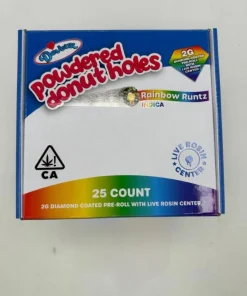 powdered
donut holes
2G
Rainbow Runtz
INDICA
LIVE ROSIN
CENTER
CA
25 COUNT
2G DIAMOND COATED PRE-ROLL WITH LIVE ROSIN CENTER